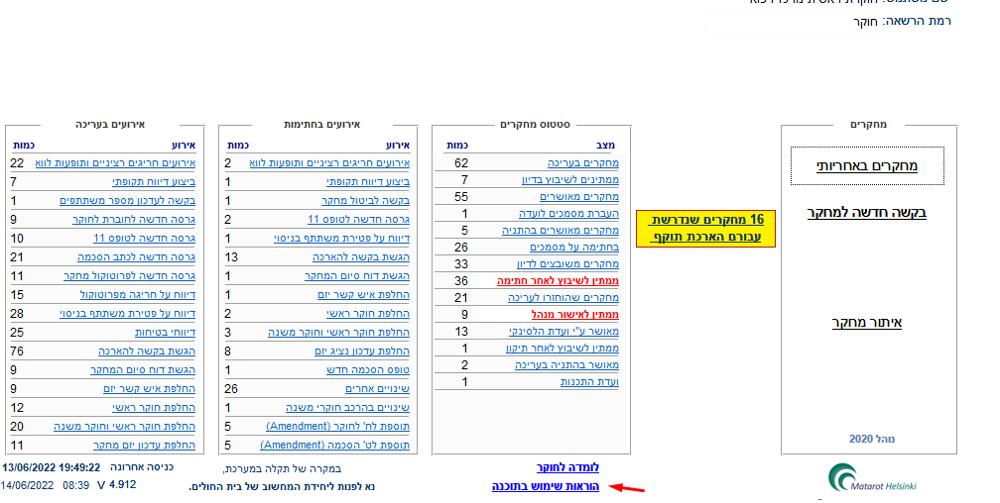 רמת הרשאה: חוקר
מחקרים
מחקרים באחריותי
בקשה חדשה למחקר
איתור מחקר
נוהל 2020
Matarot Helsinki
16 מחקרים שנדרשת
עבורם הארכת תוקף
סטטוס מחקרים
מצב כמות
מחקרים בעריכה 62
ממתינים לשיבוץ בדיון 7
מחקרים מאושרים 55
העברת מסמכים לועדה 1
מחקרים מאושרים בהתניה 5
בחתימה על מסמכים 26
מחקרים משובצים לדיון 33
ממתין לשיבוץ לאחר חתימה 36
מחקרים שהוחזרו לעריכה 21
ממתין לאישור מנהל 9
מאושר ע"י ועדת הלסינקי 13
ממתין לשיבוץ לאחר תיקון 1
מאושר בהתניה בעריכה 2
ועדת התכנות 1
אירועים בחתימות
אירוע כמות
אירועים חריגים רציניים ותופעות לווא 2
ביצוע דיווח תקופתי 1
בקשה לביטול מחקר 1
גרסה חדשה לטופס 11 2
דיווח על פטירת משתתף בניסוי 1
הגשת בקשה להארכה 13
הגשת דוח סיום המחקר 1
החלפת איש קשר יזם 1
החלפת חוקר ראשי 2
החלפת חוקר ראשי וחוקר משנה 3
החלפת עדכון נציג יזם 8
טופס הסכמה חדש 1
שינויים אחרים 26
שינויים בהרכב חוקרי משנה 1
תוספת לח' לחוקר (Amendment) 5
תוספת לט' הסכמה (Amendment) 5
אירועים בעריכה
אירוע כמות
אירועים חריגים רציניים ותופעות לווא 22
ביצוע דיווח תקופתי 7
בקשה לעדכון מספר משתתפים 1
גרסה חדשה לחוברת לחוקר 9
גרסה חדשה לטופס 11 10
גרסה חדשה לכתב הסכמה 21
גרסה חדשה לפרוטוקול מחקר 11
דיווח על חריגה מפרוטוקול 15
דיווח על פטירת משתתף בניסוי 28
דיווחי בטיחות 25
הגשת בקשה להארכה 76
הגשת דוח סיום המחקר 9
החלפת איש קשר יזם 9
החלפת חוקר ראשי 12
החלפת חוקר ראשי וחוקר משנה 20
החלפת עדכון יזם מחקר 11
לומדה לחוקר
הוראות שימוש בתוכנה
במקרה של תקלה במערכת,
נא לפנות ליחידת המחשוב של בית החולים.
כניסה אחרונה 13/06/2022 19:49:22
14/06/2022 08:39 V 4.912